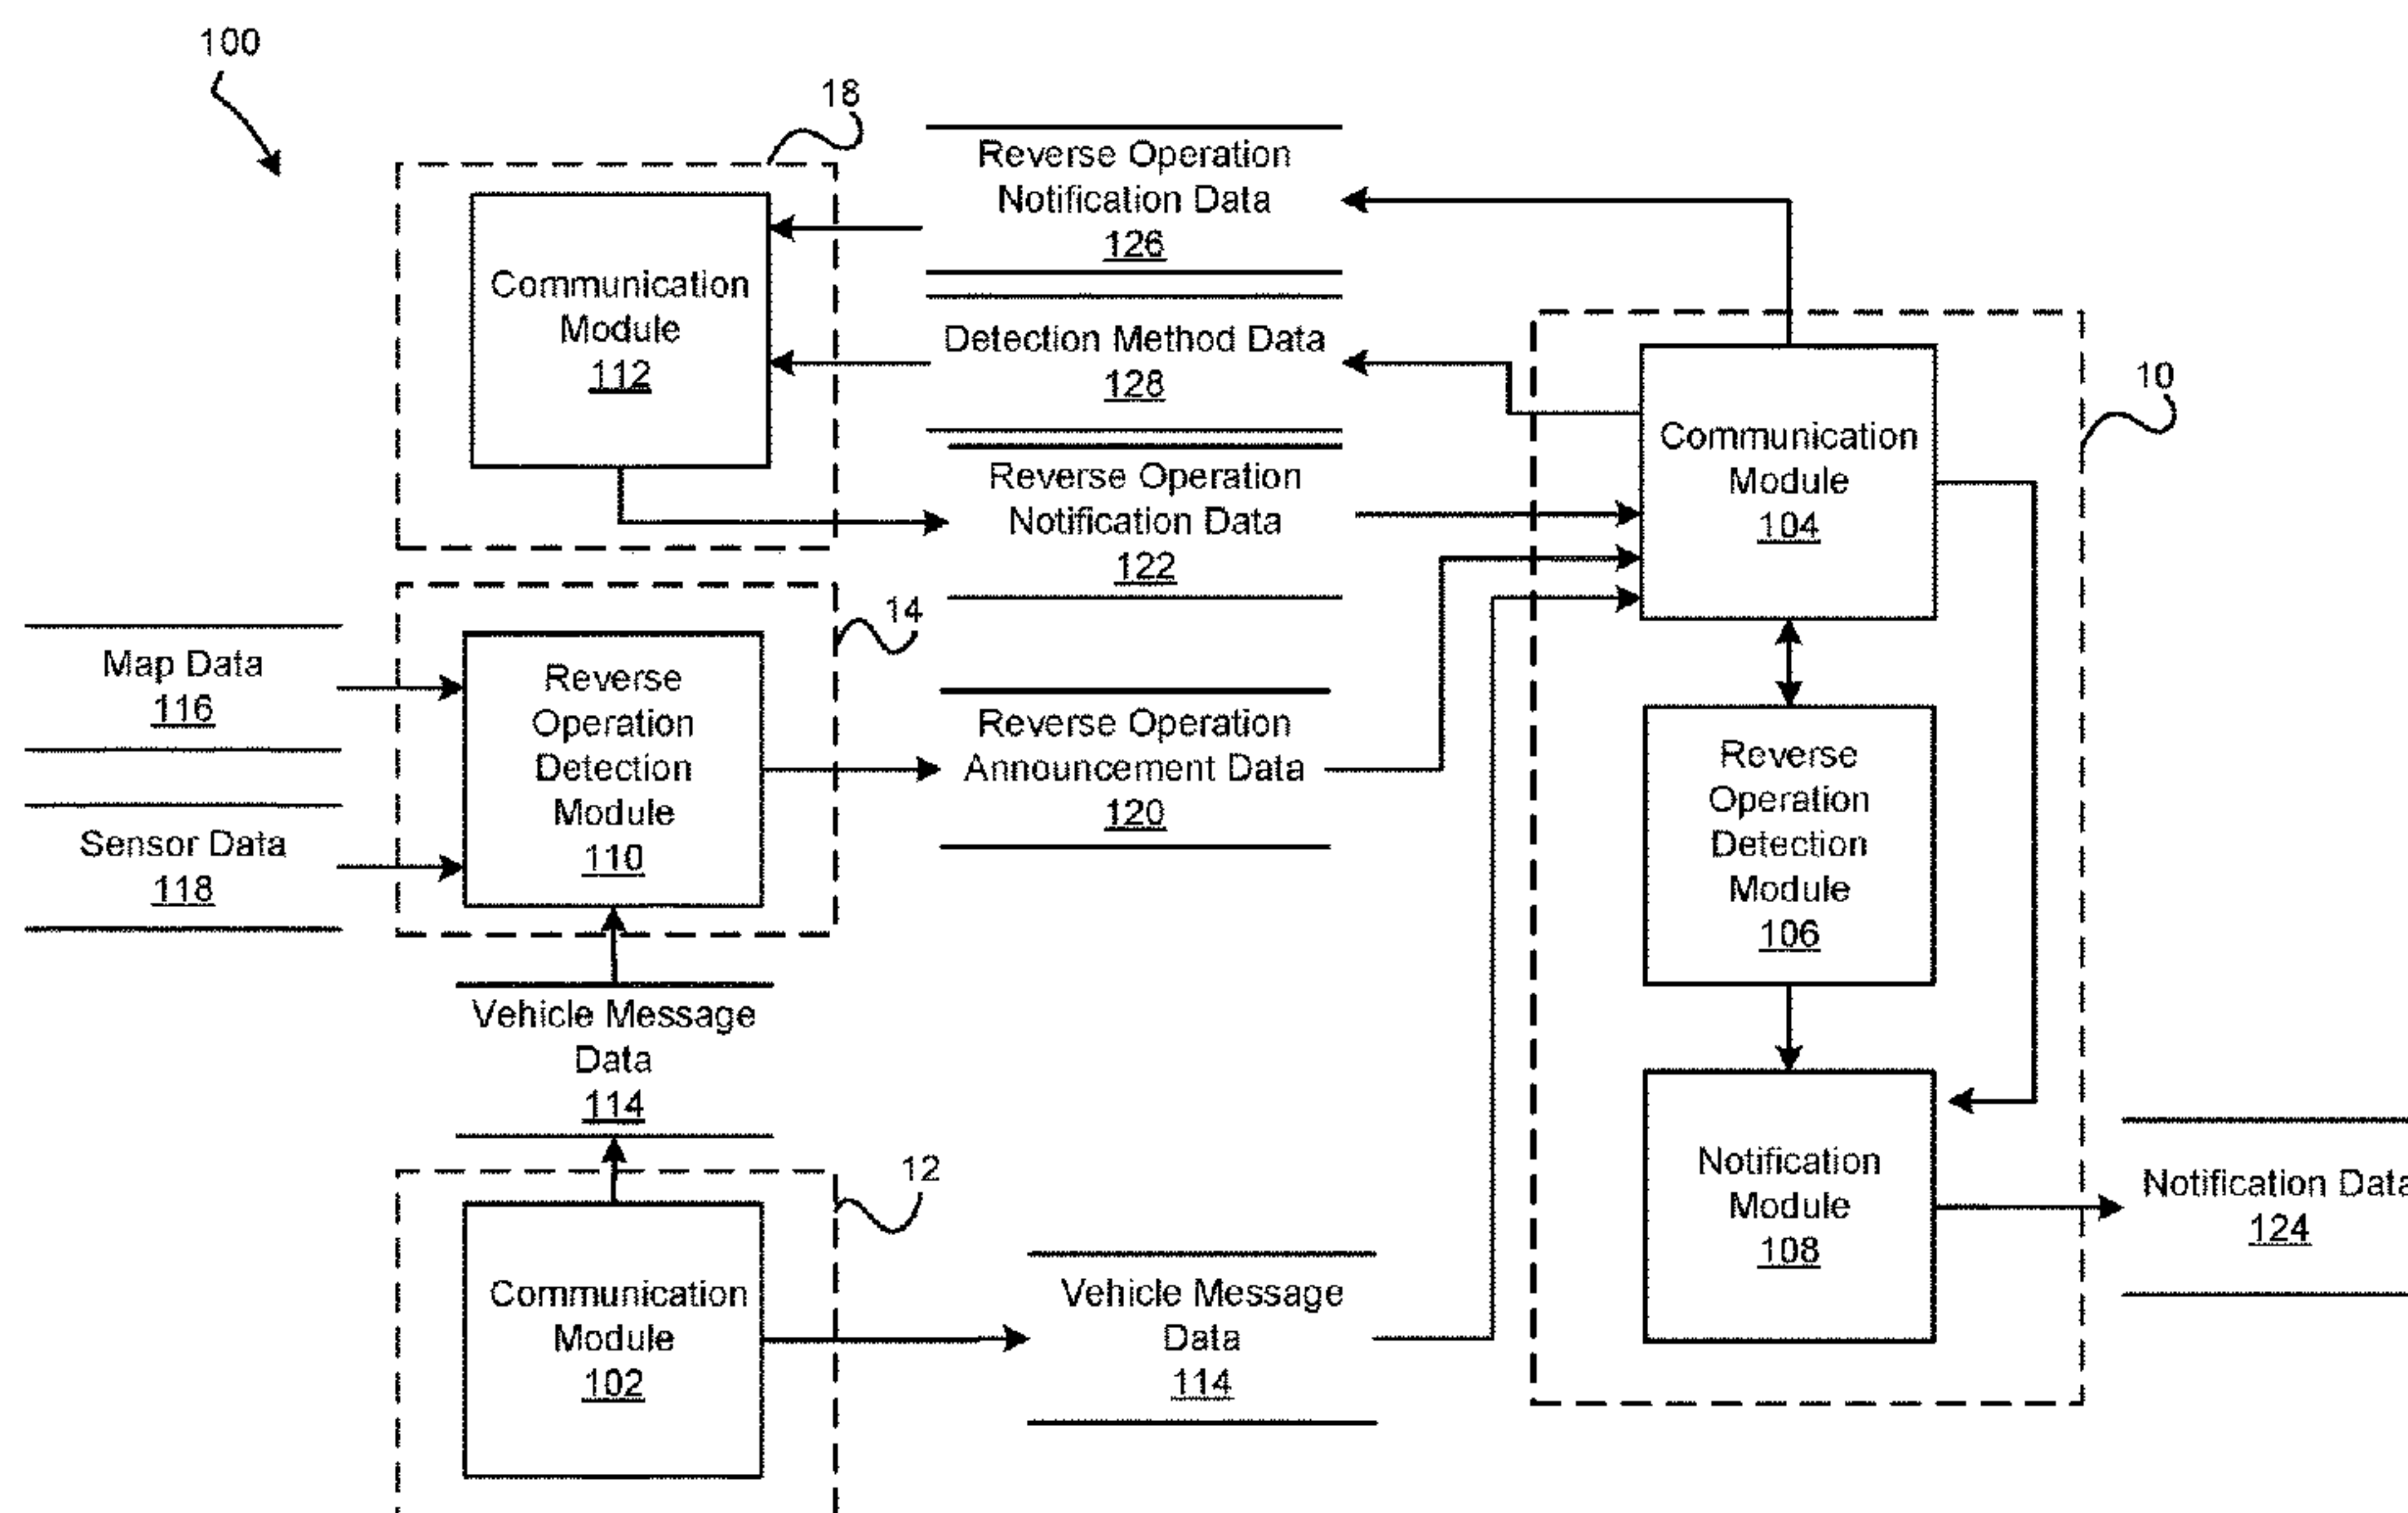 100
18
Reverse Operation
Notification Data
126
Communication
Module
112
Detection Method Data
128
10
Communication
Module
104
Reverse Operation
Notification Data
122
14
Map Data
116
Reverse
Operation
Detection
Module
110
Reverse Operation
Announcement Data
120
Reverse
Operation
Detection
Module
106
Sensor Data
118
Vehicle Message
Data
114
12
Notification
Module
108
Notification Data
124
Communication
Module
102
Vehicle Message
Data
114